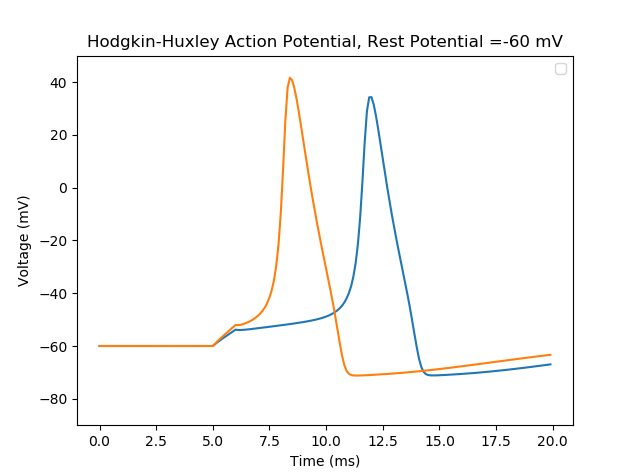 Hodgkin-Huxley Action Potential, Rest Potential =-60 mV
40
20
0
−20
−40
−60
−80
Voltage (mV)
0.0 2.5 5.0 7.5 10.0 12.5 15.0 17.5 20.0
Time (ms)